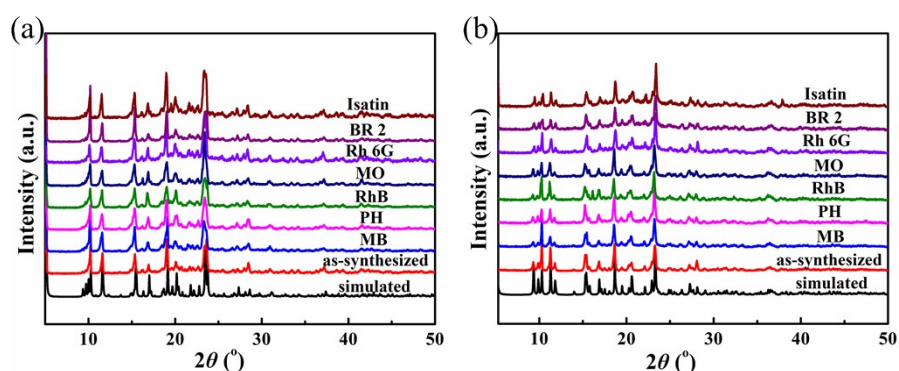 (a)
Intensity (a.u.)
Isatin
BR 2
Rh 6G
MO
RhB
PH
MB
as-synthesized
simulated
10 20 30 40 50
2θ (°)
(b)
Intensity (a.u.)
Isatin
BR 2
Rh 6G
MO
RhB
PH
MB
as-synthesized
simulated
10 20 30 40 50
2θ (°)